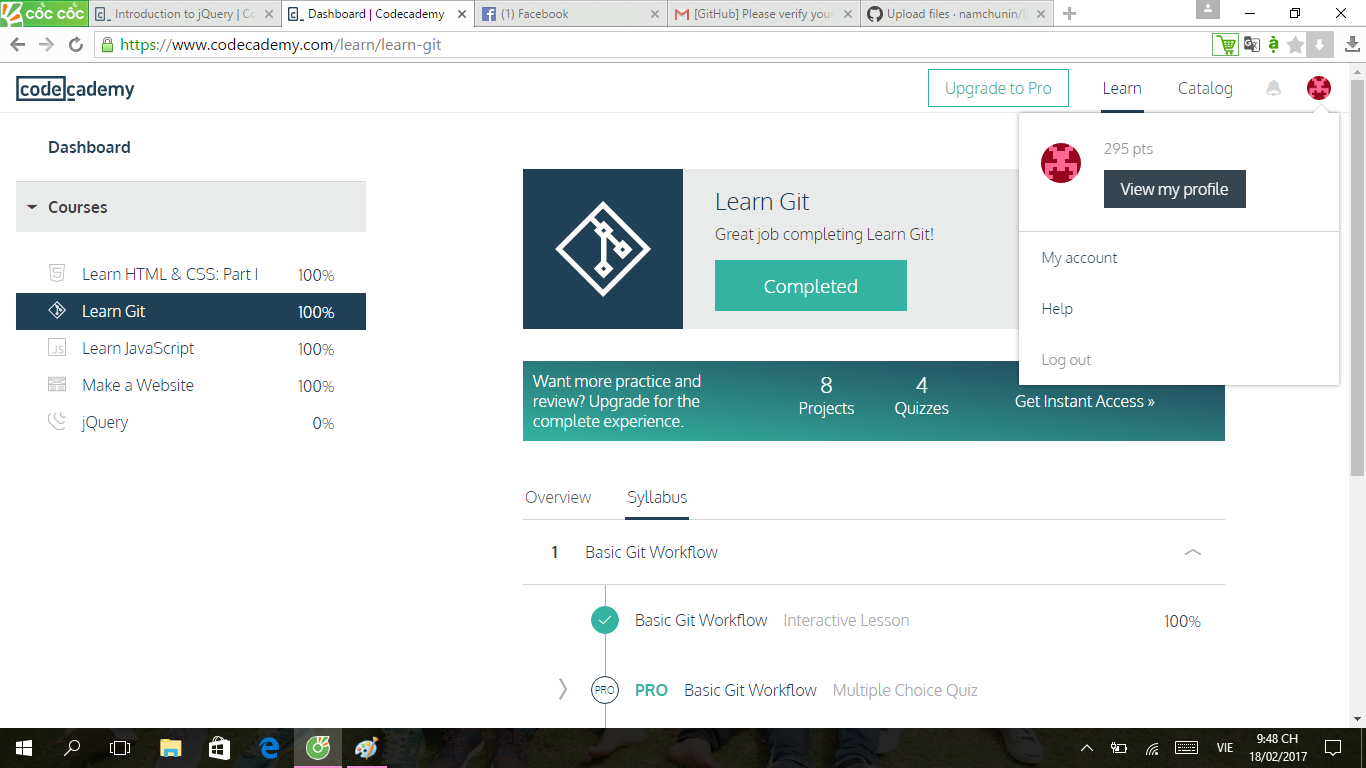 cốc cốc
Introduction to jQuery | Co
Dashboard | Codecademy
(1) Facebook
[GitHub] Please verify your
Upload files · namchunin/
https://www.codecademy.com/learn/learn-git
codecademy
Upgrade to Pro
Learn
Catalog
295 pts
View my profile
My account
Help
Log out
Dashboard
Courses
Learn HTML & CSS: Part I 100%
Learn Git 100%
JS Learn JavaScript 100%
Make a Website 100%
jQuery 0%
Learn Git
Great job completing Learn Git!
Completed
Want more practice and
review? Upgrade for the
complete experience.
8
Projects
4
Quizzes
Get Instant Access »
Overview
Syllabus
1 Basic Git Workflow
Basic Git Workflow Interactive Lesson 100%
PRO PRO Basic Git Workflow Multiple Choice Quiz
VIE
9:48 CH
18/02/2017